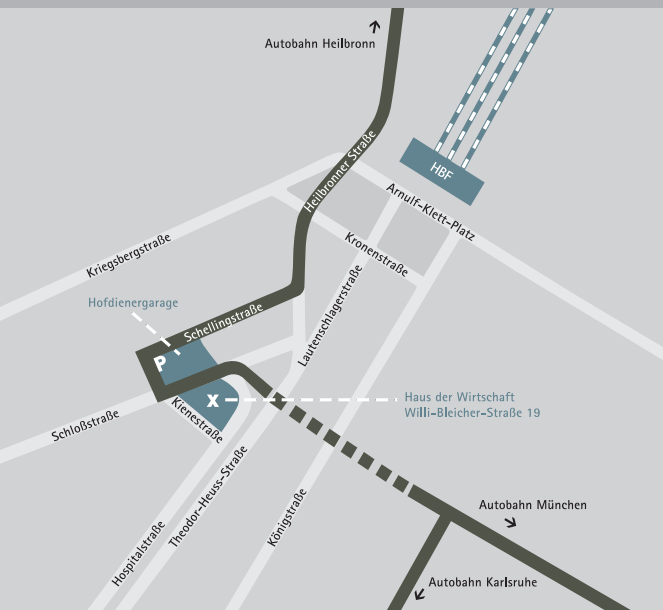 Autobahn Heilbronn
Heilbronner Straße
HBF
Arnulf-Klett-Platz
Kriegsbergstraße
Kronenstraße
Lautenschlagerstraße
Hofdienergarage
Schellingstraße
P
X
Haus der Wirtschaft
Willi-Bleicher-Straße 19
Kienestraße
Schloßstraße
Theodor-Heuss-Straße
Hospitalstraße
Königstraße
Autobahn München
Autobahn Karlsruhe